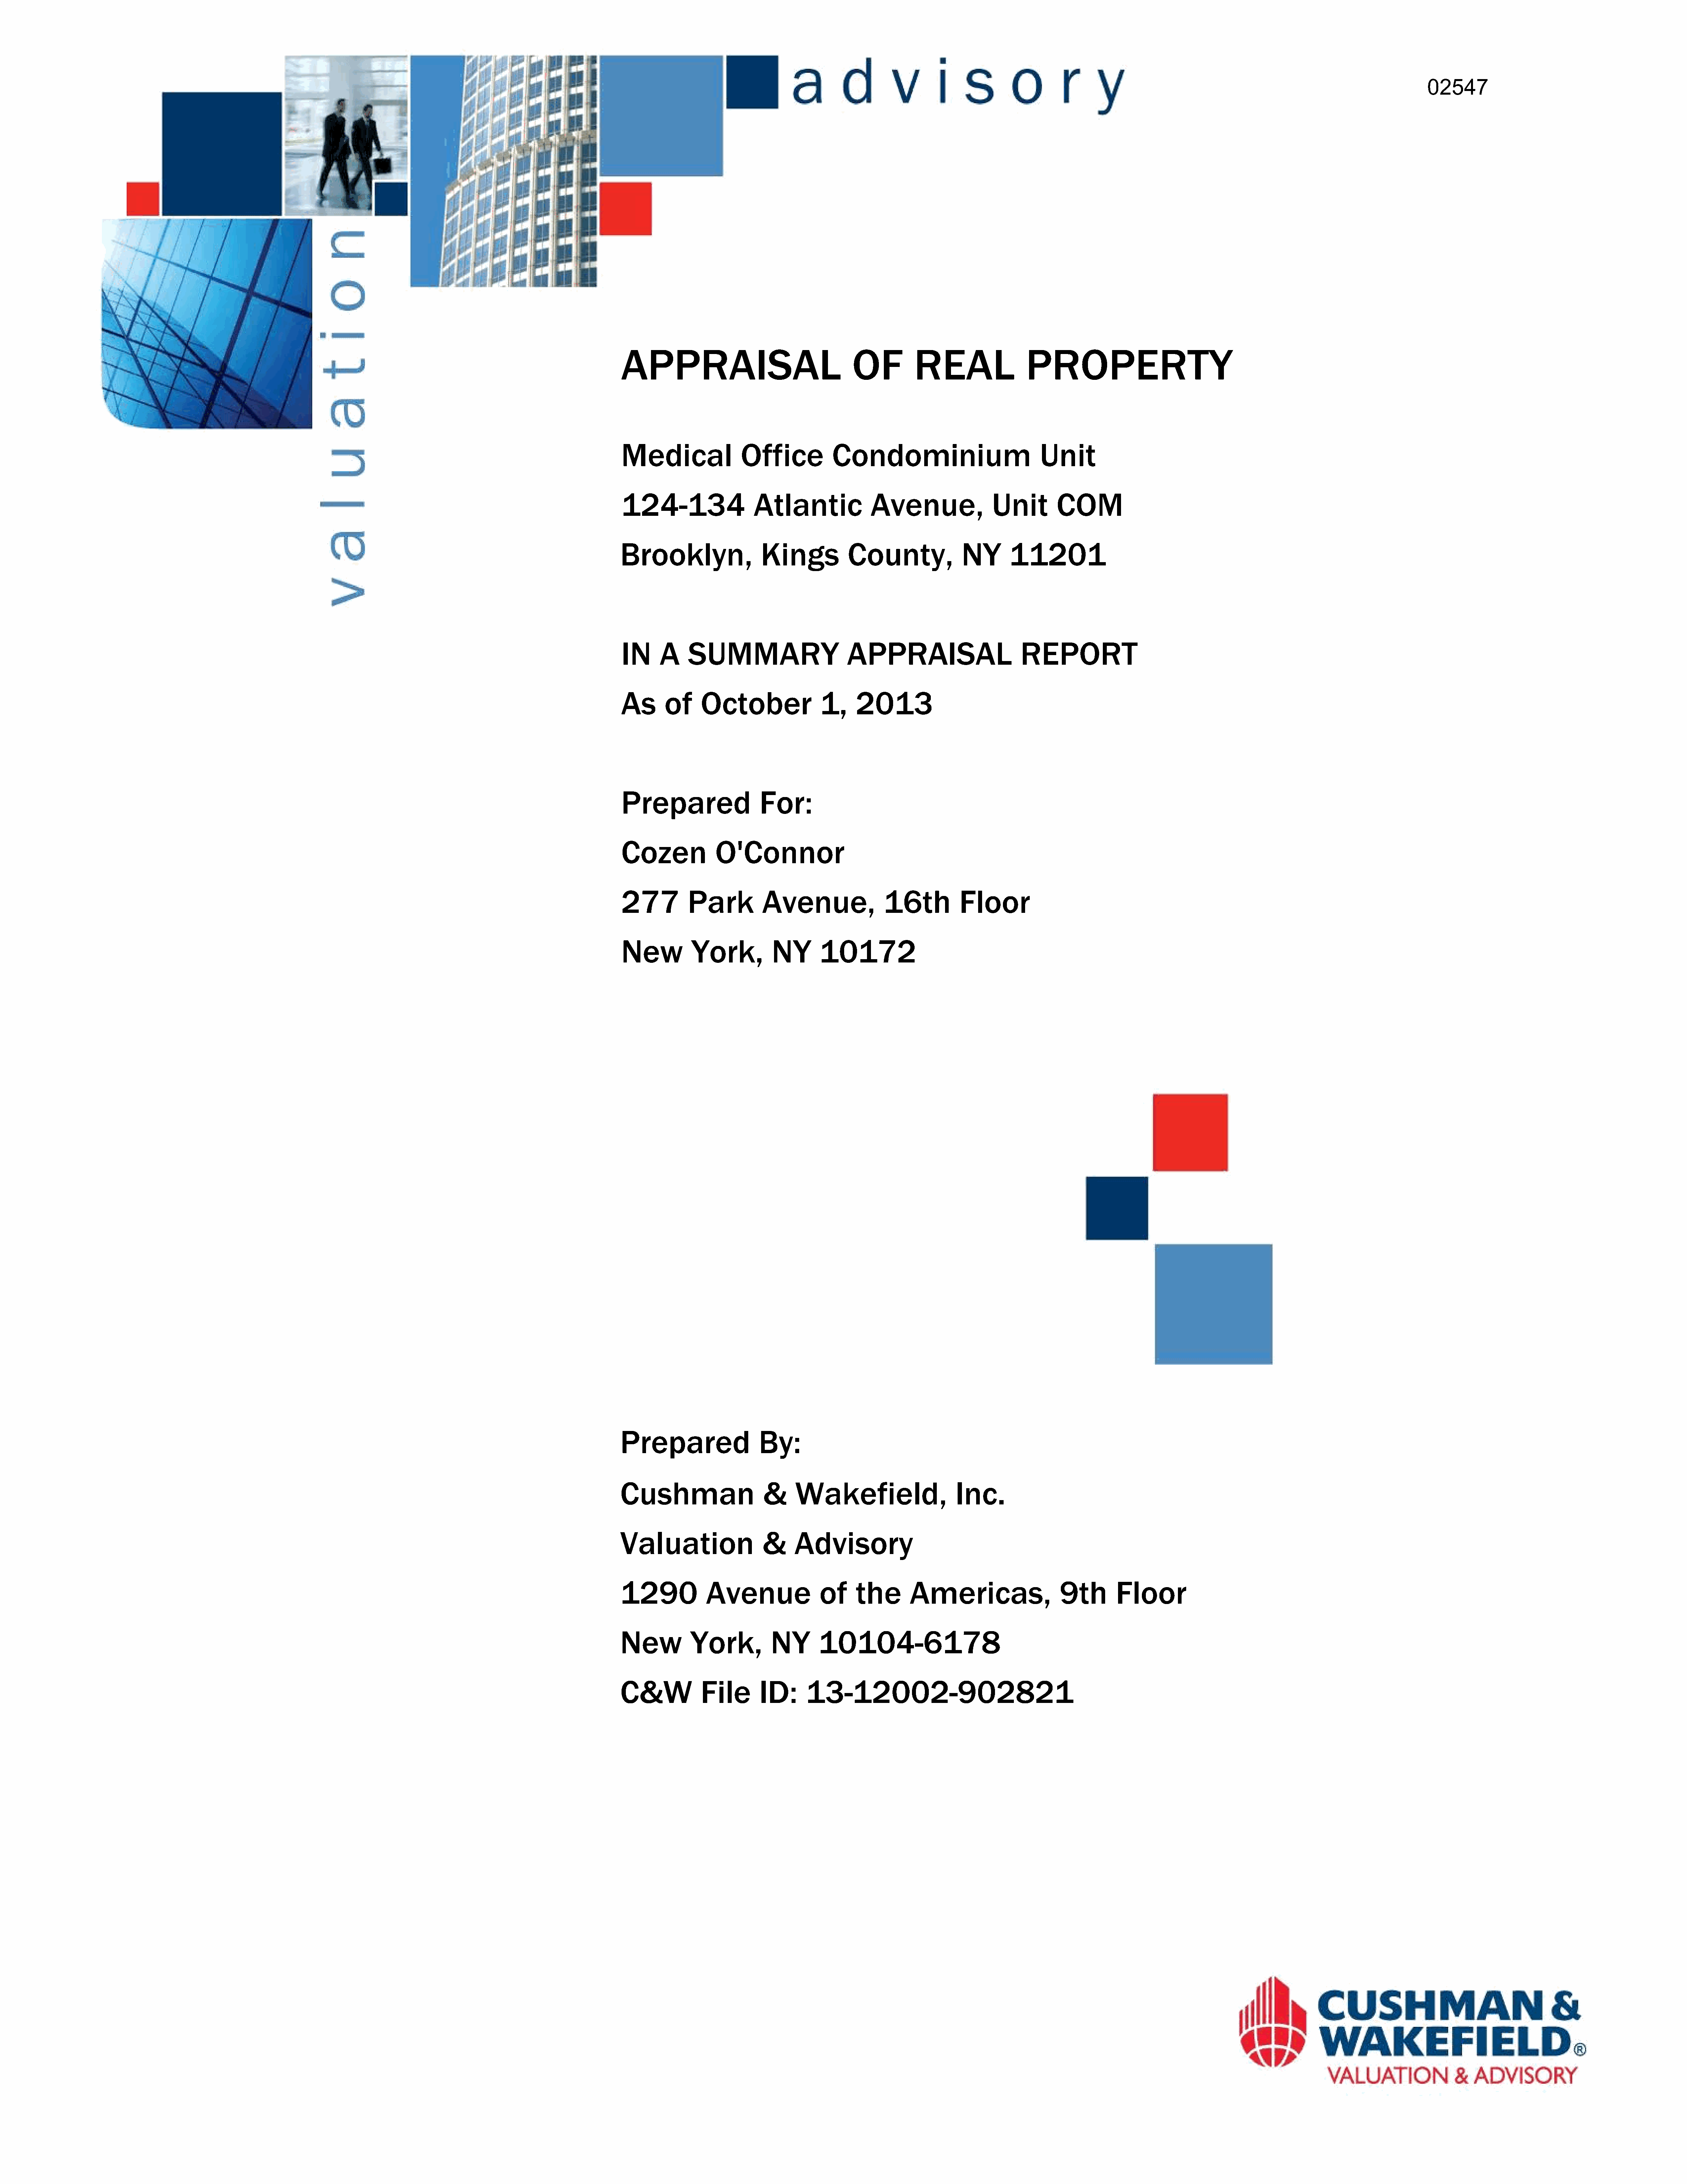 advisory
02547
valuation
APPRAISAL OF REAL PROPERTY
Medical Office Condominium Unit
124-134 Atlantic Avenue, Unit COM
Brooklyn, Kings County, NY 11201
IN A SUMMARY APPRAISAL REPORT
As of October 1, 2013
Prepared For:
Cozen O'Connor
277 Park Avenue, 16th Floor
New York, NY 10172
Prepared By:
Cushman & Wakefield, Inc.
Valuation & Advisory
1290 Avenue of the Americas, 9th Floor
New York, NY 10104-6178
C&W File ID: 13-12002-902821
CUSHMAN &
WAKEFIELD®
VALUATION & ADVISORY